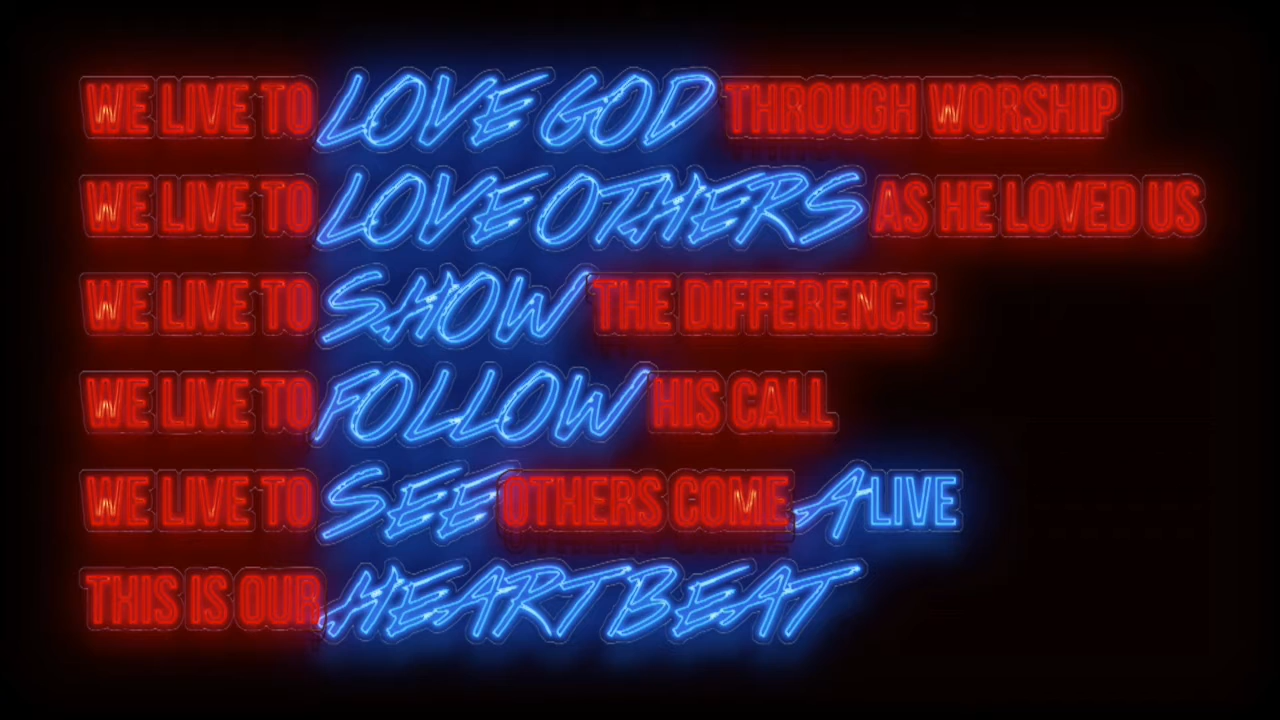 WE LIVE TO LOVE GOD THROUGH WORSHIP
WE LIVE TO LOVE OTHERS AS HE LOVED US
WE LIVE TO SHOW THE DIFFERENCE
WE LIVE TO FOLLOW HIS CALL
WE LIVE TO SEE OTHERS COME ALIVE
THIS IS OUR HEARTBEAT